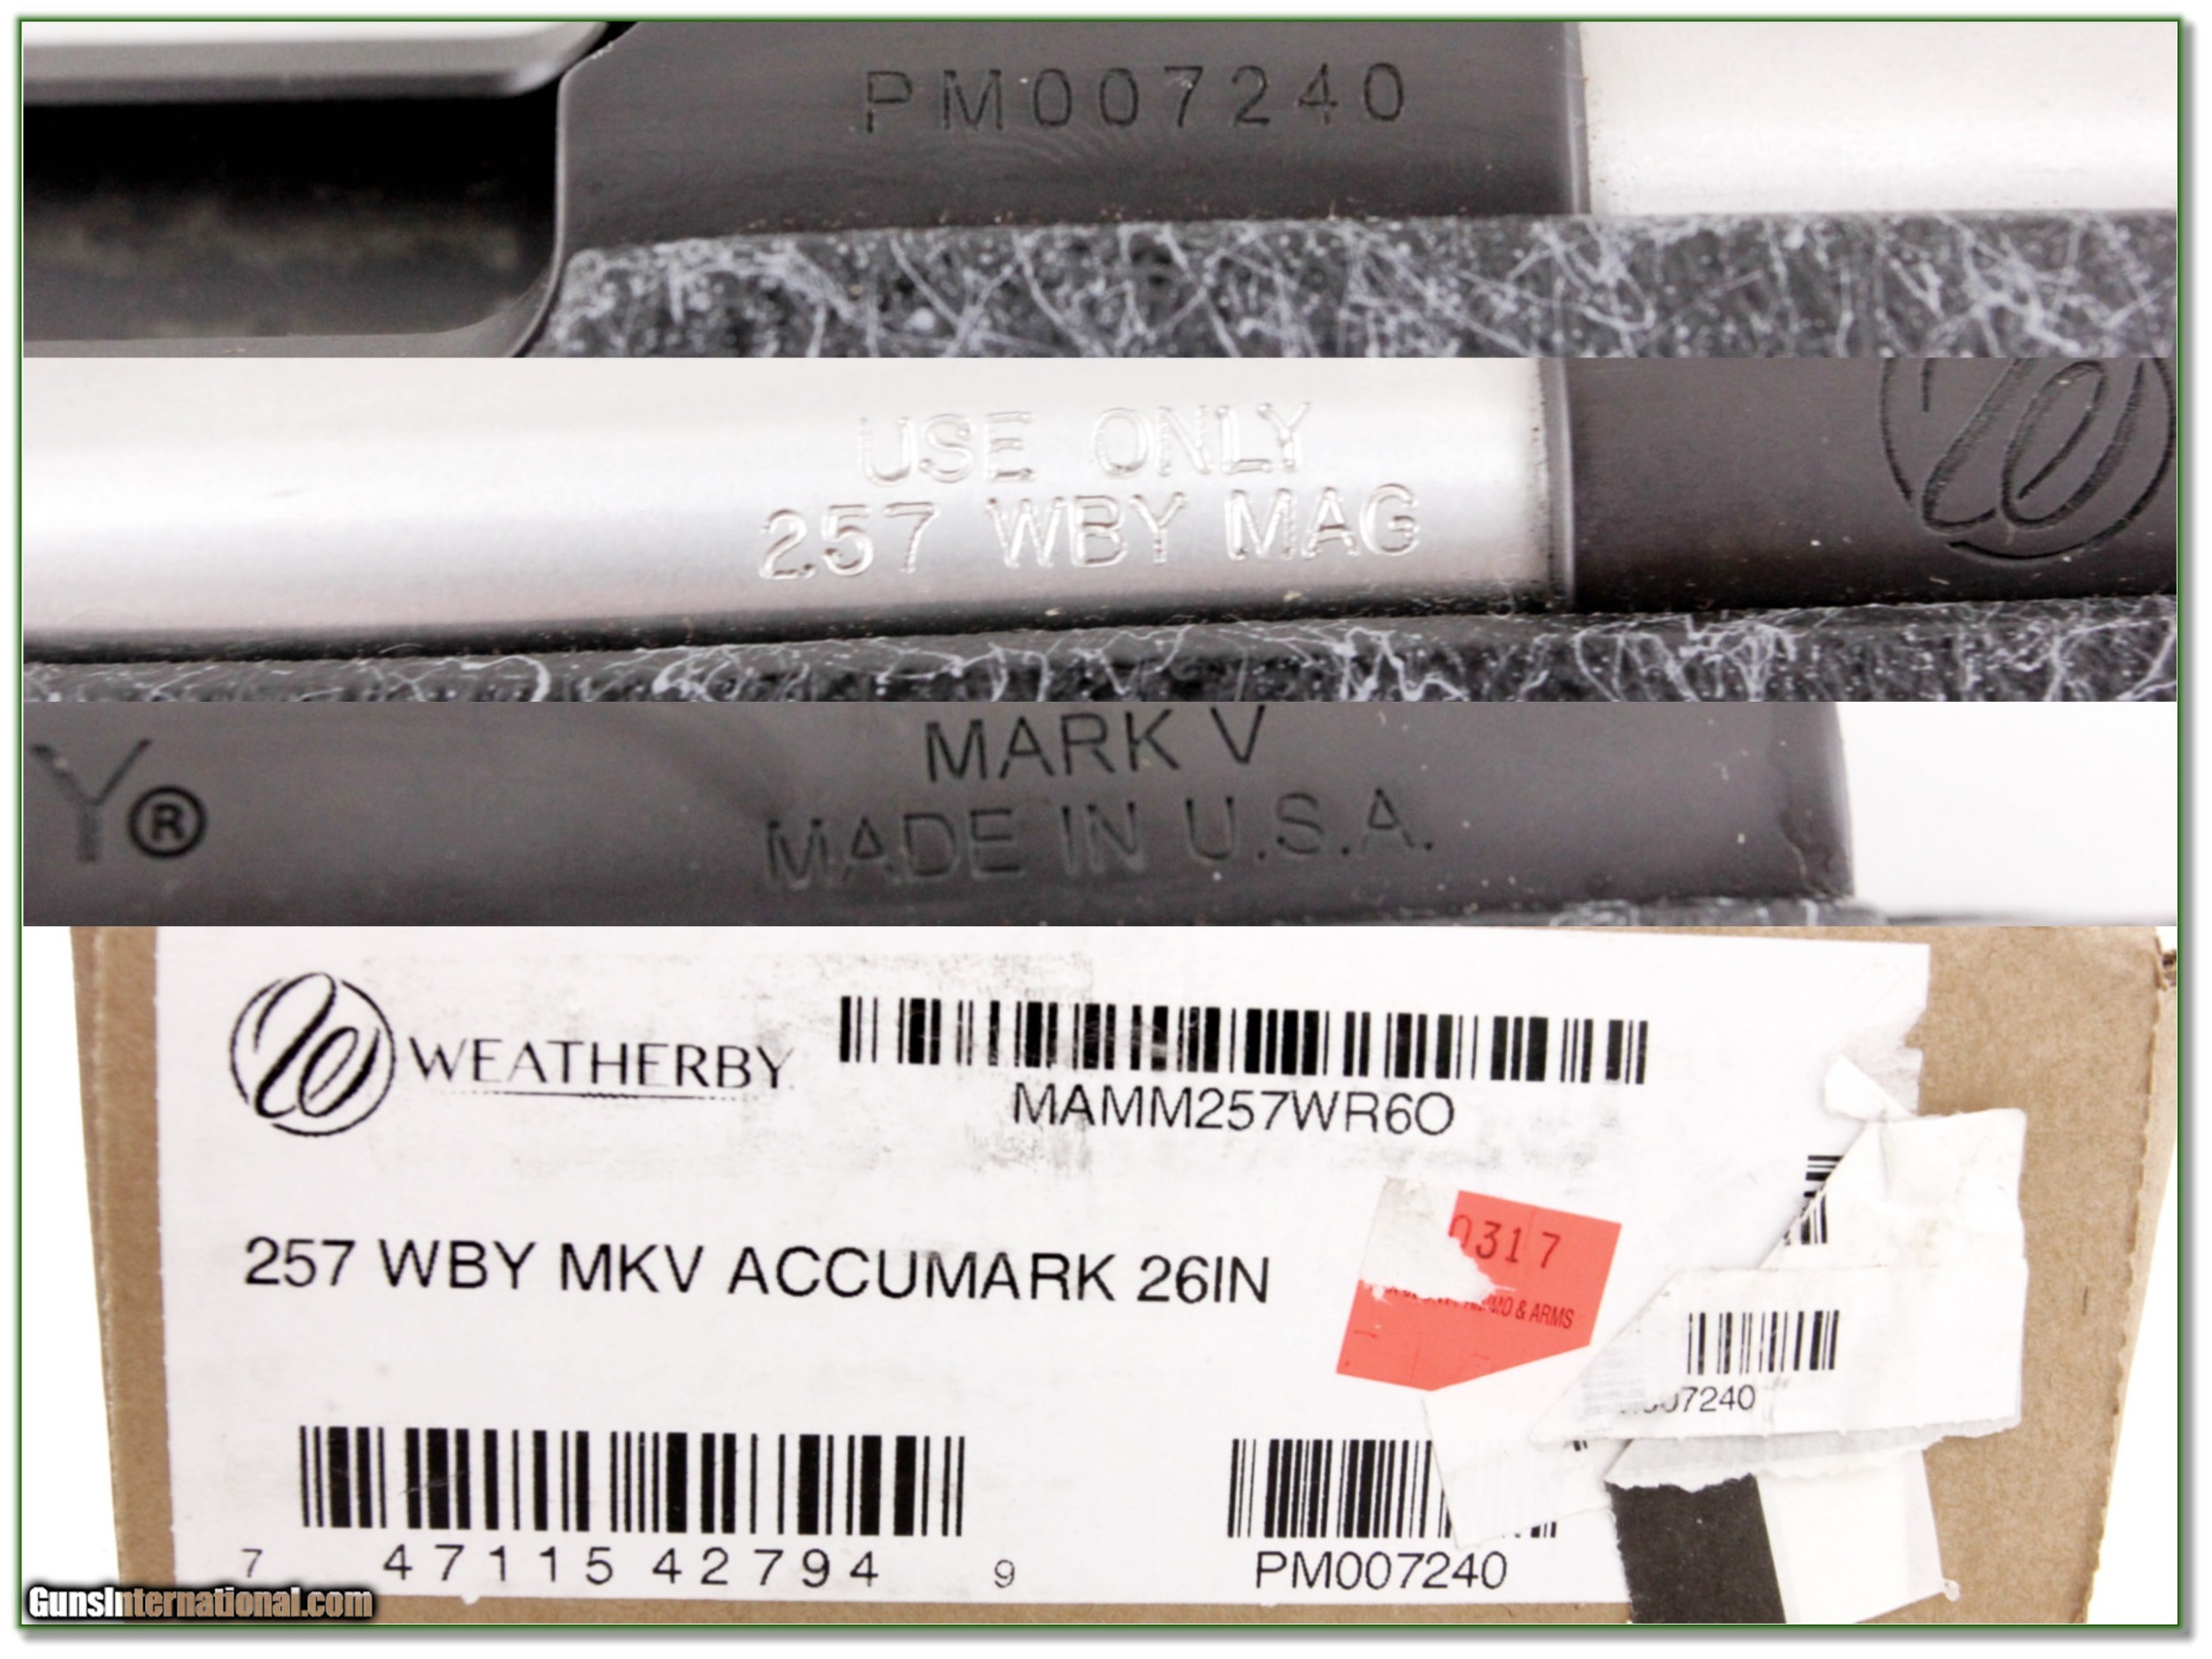 PM007240
USE ONLY
257 WBY MAG
Y®
MARK V
MADE IN U.S.A.
WEATHERBY
MAMM257WR6O
257 WBY MKV ACCUMARK 26IN
0317
& ARMS
007240
7 47115 42794 9
PM007240
GunsInternational.com